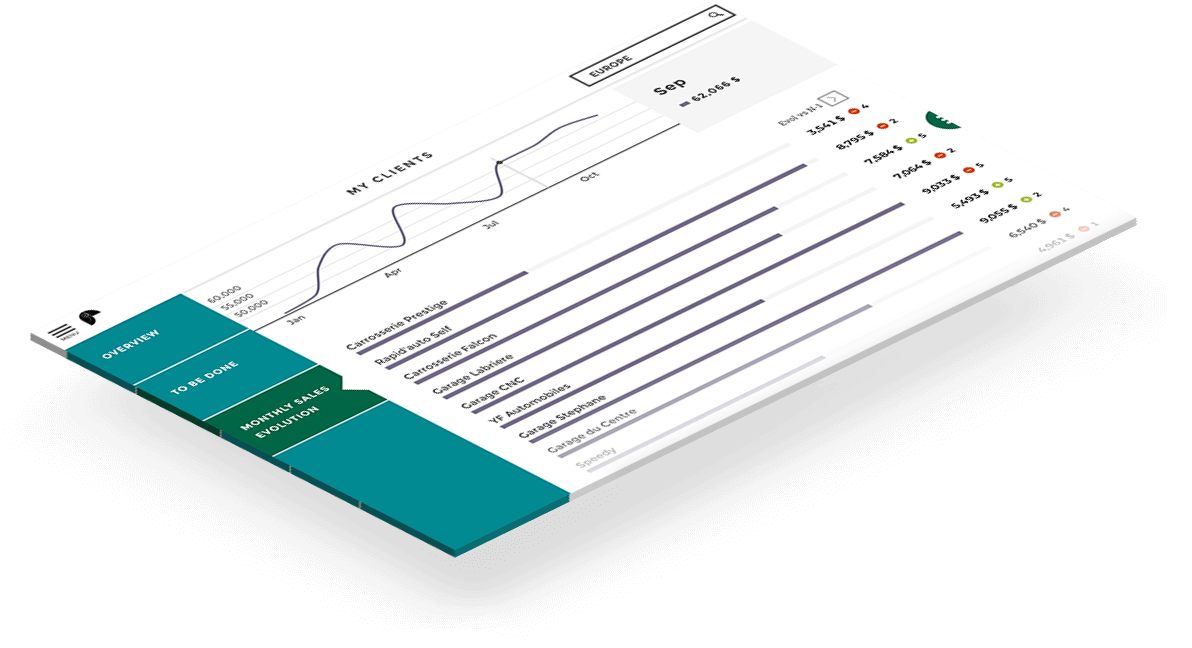 EUROPE
Sep
62,066 $
MY CLIENTS
Evol vs N-1
60,000
55,000
50,000
Jan
Apr
Jul
Oct
MENU
OVERVIEW
TO BE DONE
MONTHLY SALES
EVOLUTION
Carrosserie Prestige 3,541 $ 4
Rapid'auto Self 8,795 $ 2
Carrosserie Falcon 7,584 $ 5
Garage Labriere 7,064 $ 2
Garage CNC 9,033 $ 5
YF Automobiles 5,493 $ 5
Garage Stephane 9,055 $ 2
Garage du Centre 6,540 $ 4
Speedy 4,961 $ 1